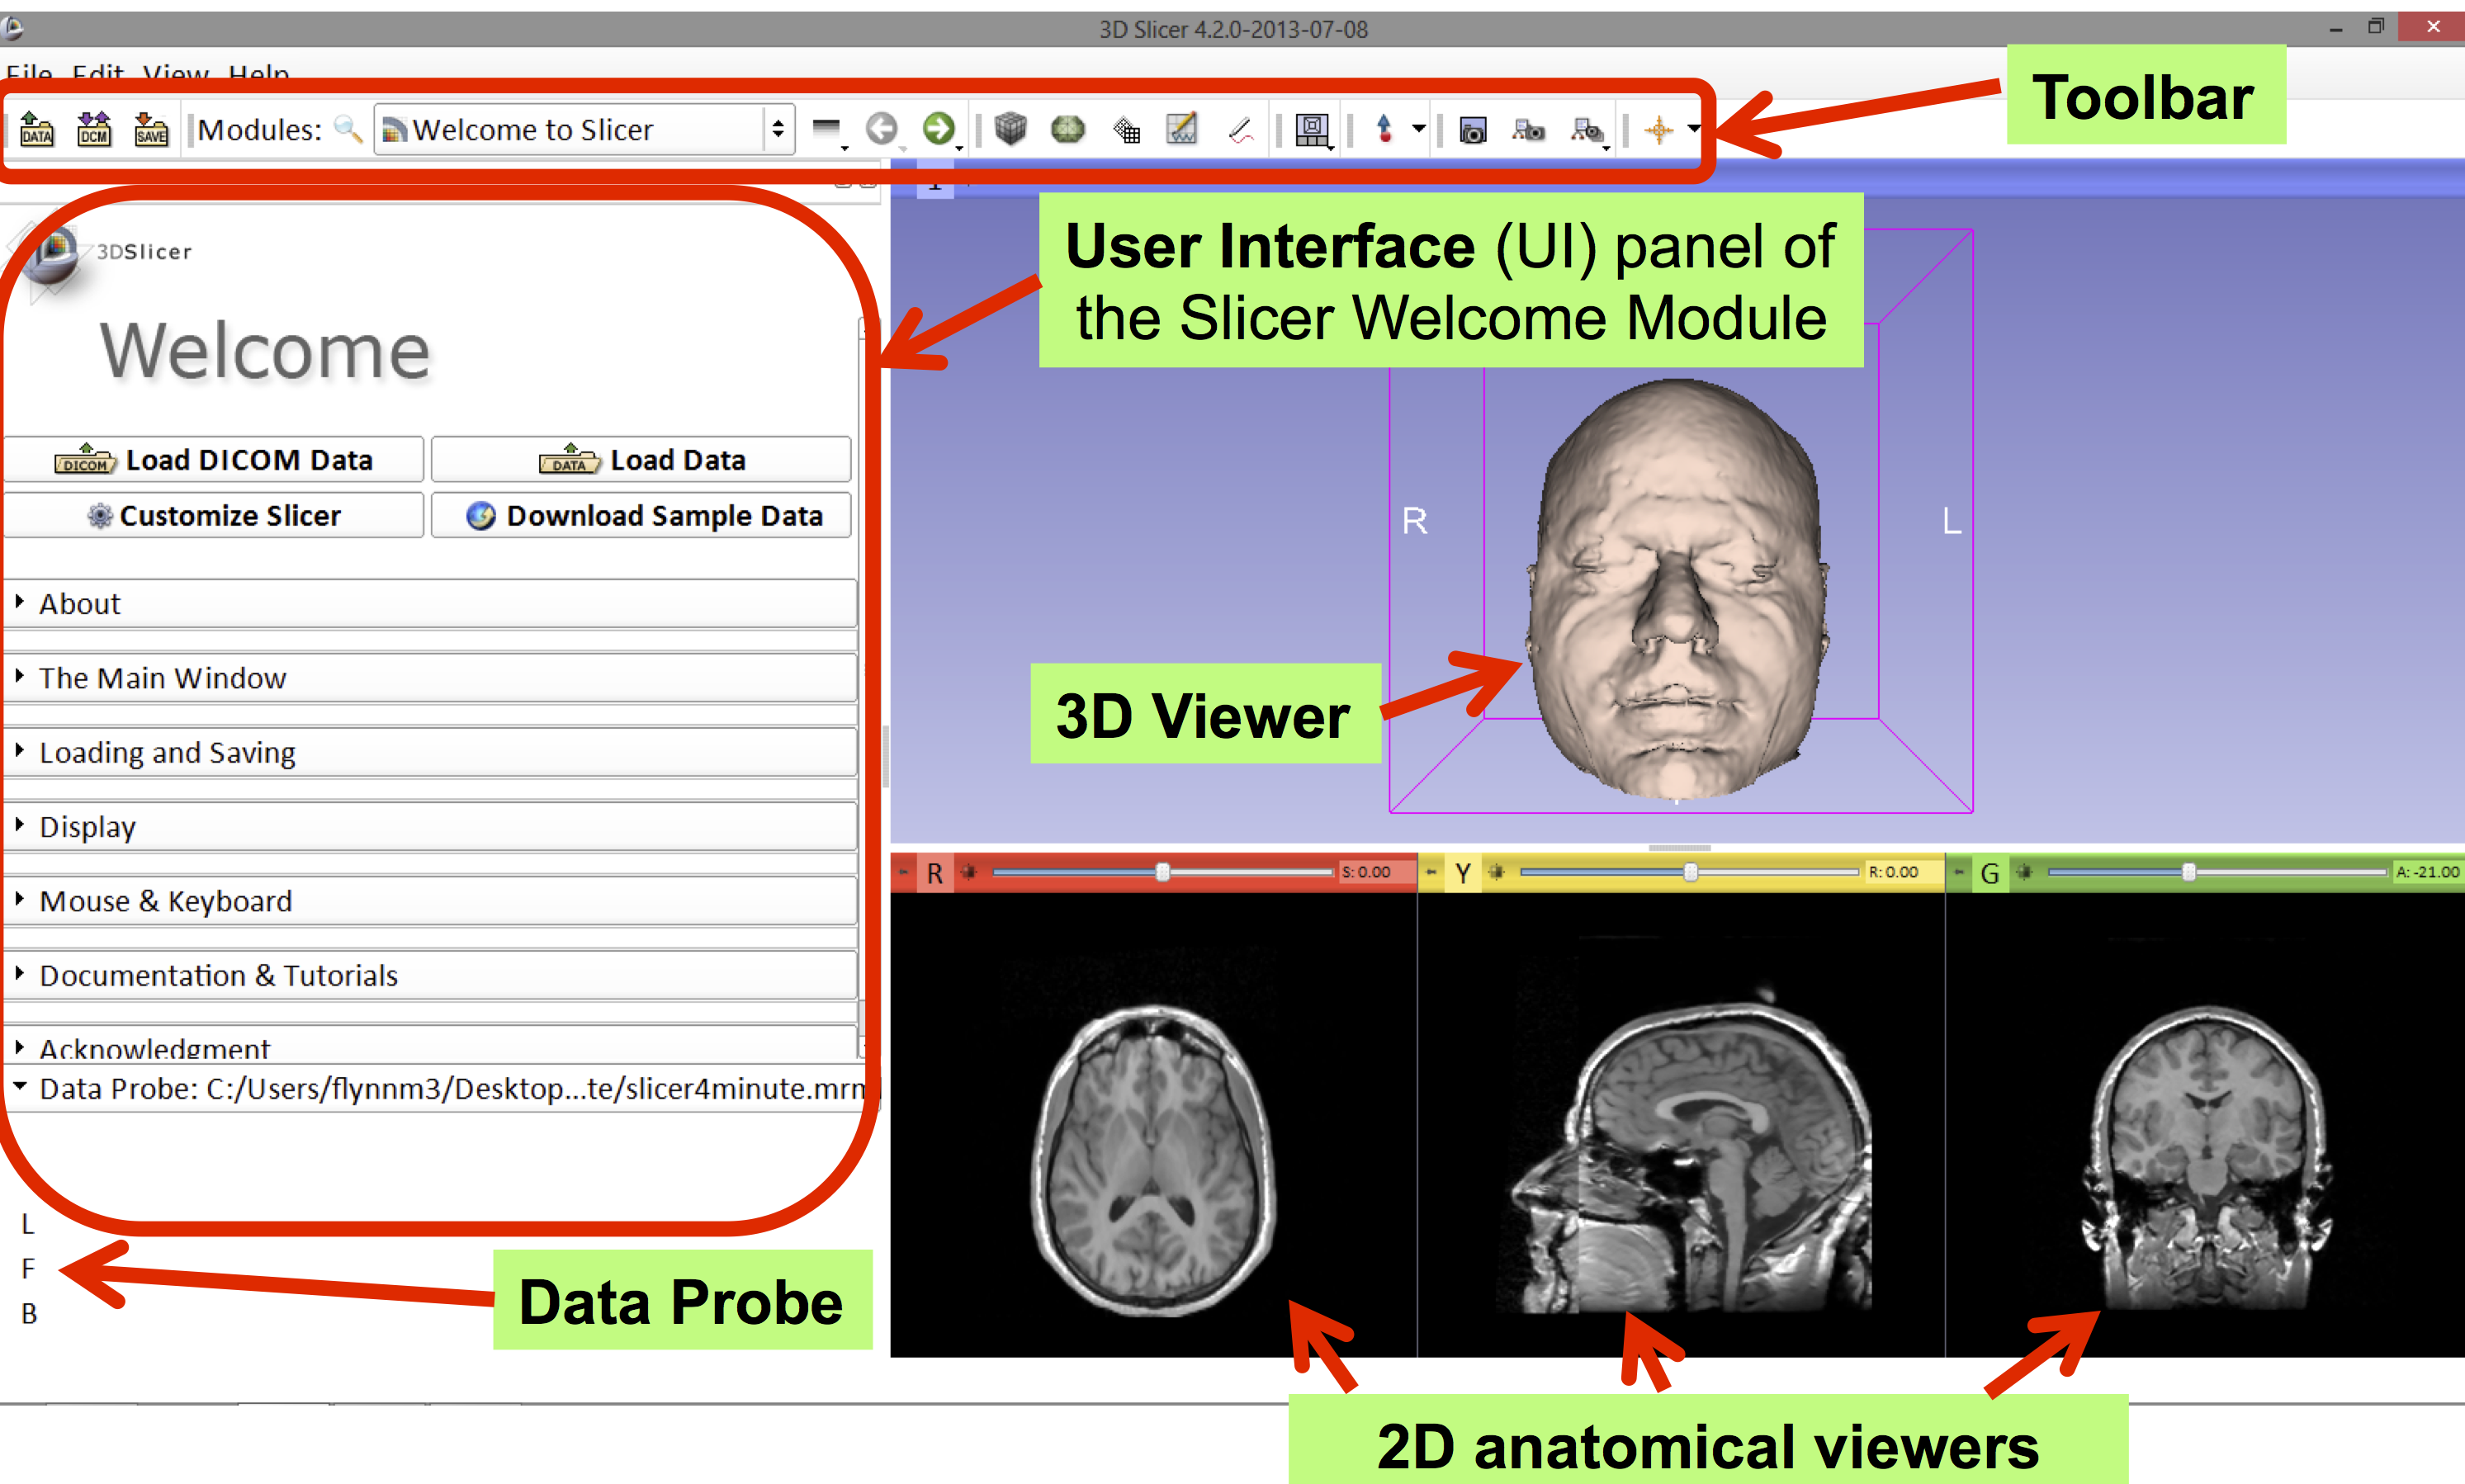 3D Slicer 4.2.0-2013-07-08
File Edit View Help
Toolbar
DATA DCM SAVE Modules: Welcome to Slicer
1
User Interface (UI) panel of
the Slicer Welcome Module
3DSlicer
Welcome
DICOM Load DICOM Data
DATA Load Data
Customize Slicer
Download Sample Data
About
The Main Window
Loading and Saving
Display
Mouse & Keyboard
Documentation & Tutorials
Acknowledgment
Data Probe: C:/Users/flynnm3/Desktop...te/slicer4minute.mrm
L
F
B
Data Probe
R
L
3D Viewer
R S: 0.00
Y R: 0.00
G A: -21.00
2D anatomical viewers